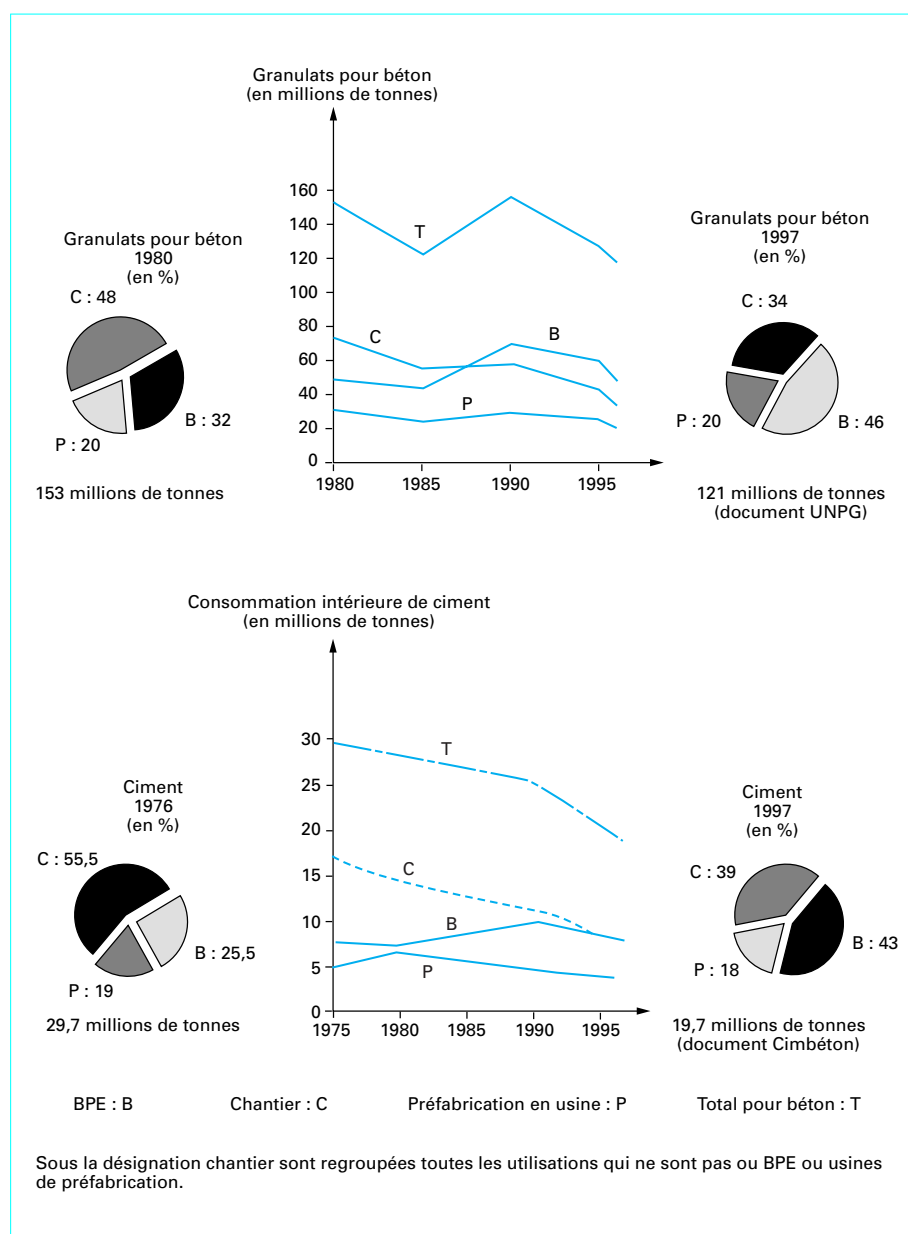 Granulats pour béton
(en millions de tonnes)
160
140
120
100
80
60
40
20
0
1980
1985
1990
1995
T
C
B
P
Granulats pour béton
1980
(en %)
C : 48
B : 32
P : 20
153 millions de tonnes
Granulats pour béton
1997
(en %)
C : 34
P : 20
B : 46
121 millions de tonnes
(document UNPG)
Consommation intérieure de ciment
(en millions de tonnes)
30
25
20
15
10
5
0
1975
1980
1985
1990
1995
T
C
B
P
Ciment
1976
(en %)
C : 55,5
B : 25,5
P : 19
29,7 millions de tonnes
Ciment
1997
(en %)
C : 39
B : 43
P : 18
19,7 millions de tonnes
(document Cimbéton)
BPE : B Chantier : C Préfabrication en usine : P Total pour béton : T
Sous la désignation chantier sont regroupées toutes les utilisations qui ne sont pas ou BPE ou usines
de préfabrication.